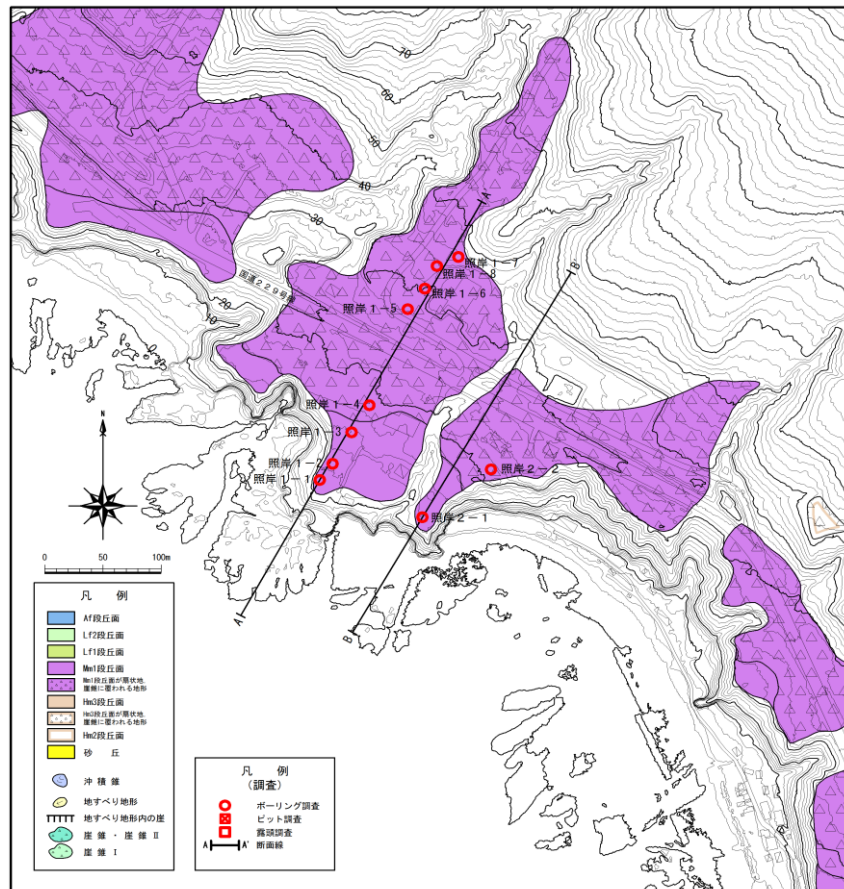 70
60
50
40
30
20
10
国道229号線
A'
B'
照岸1-7
照岸1-8
照岸1-6
照岸1-5
照岸1-4
照岸1-3
照岸1-2
照岸1-1
照岸2-2
照岸2-1
A
B
N
0 50 100m
凡 例
Af段丘面
Lf2段丘面
Lf1段丘面
Mm1段丘面
Mm1段丘面が扇状地、
崖錐に覆われる地形
Hm3段丘面
Hm3段丘面が扇状地、
崖錐に覆われる地形
Hm2段丘面
砂 丘
沖積錐
地すべり地形
地すべり地形内の崖
崖錐・崖錐Ⅱ
崖錐Ⅰ
凡 例
(調査)
ボーリング調査
ピット調査
露頭調査
A A' 断面線